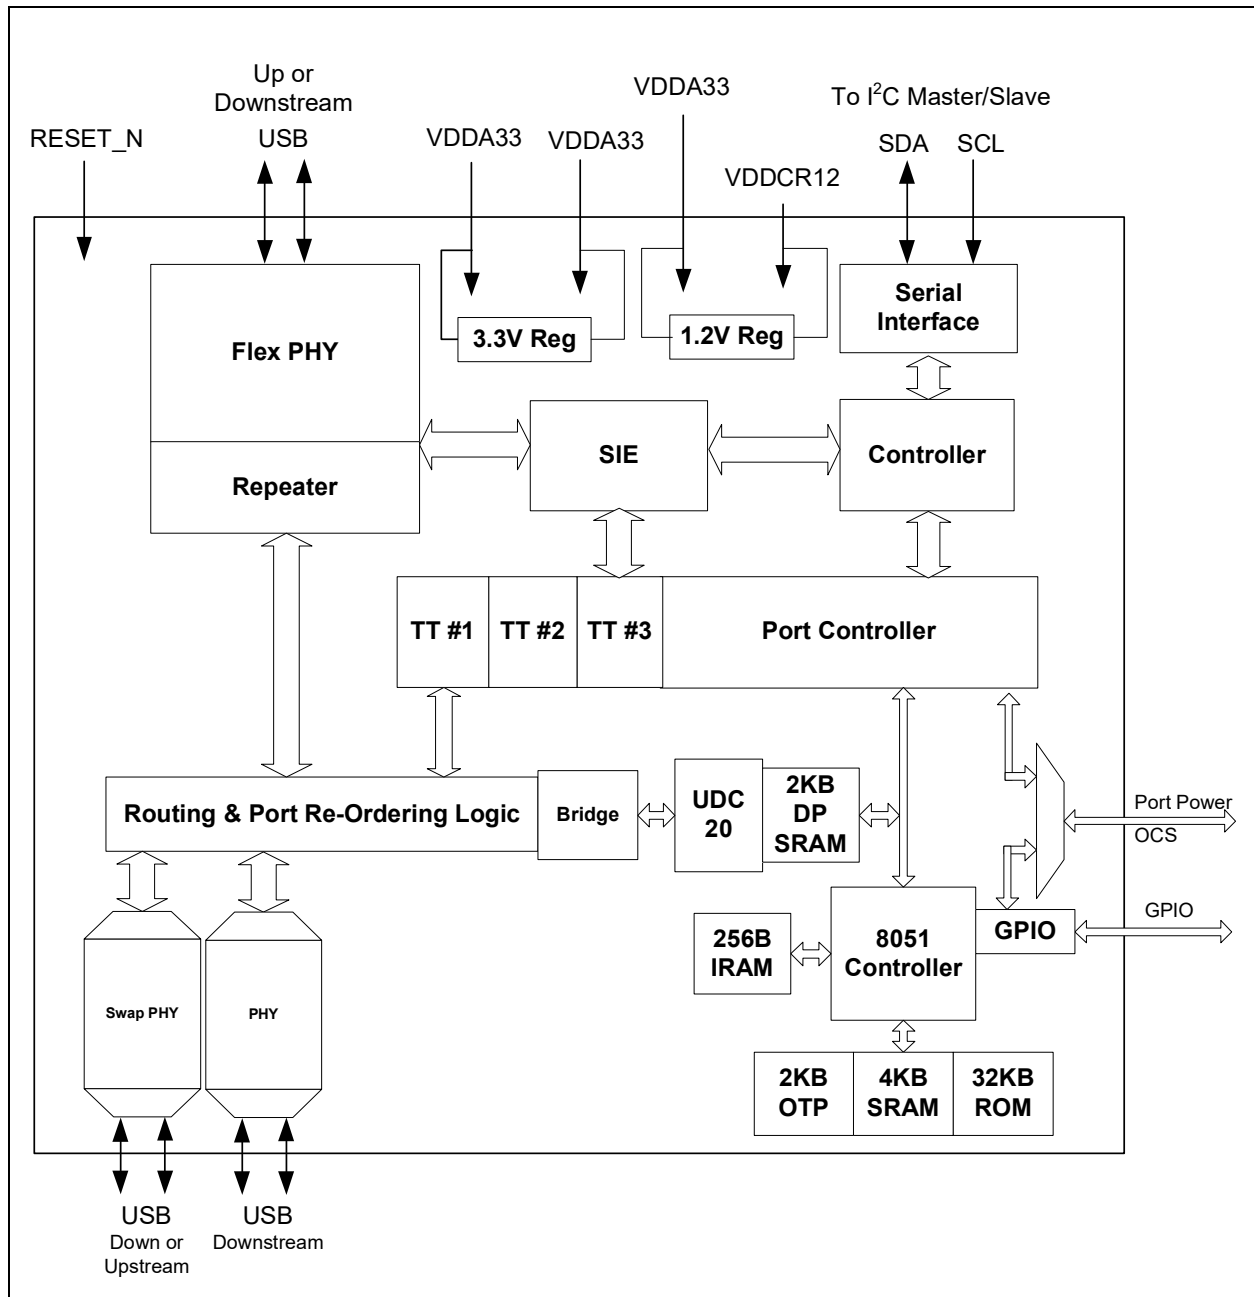 Up or
Downstream
USB
RESET_N
VDDA33
VDDA33
VDDA33
VDDCR12
To I²C Master/Slave
SDA
SCL
Flex PHY
3.3V Reg
1.2V Reg
Serial
Interface
Repeater
SIE
Controller
TT #1
TT #2
TT #3
Port Controller
Routing & Port Re-Ordering Logic
Bridge
UDC
20
2KB
DP
SRAM
Port Power
OCS
256B
IRAM
8051
Controller
GPIO
GPIO
Swap PHY
PHY
2KB
OTP
4KB
SRAM
32KB
ROM
USB
Down or
Upstream
USB
Downstream